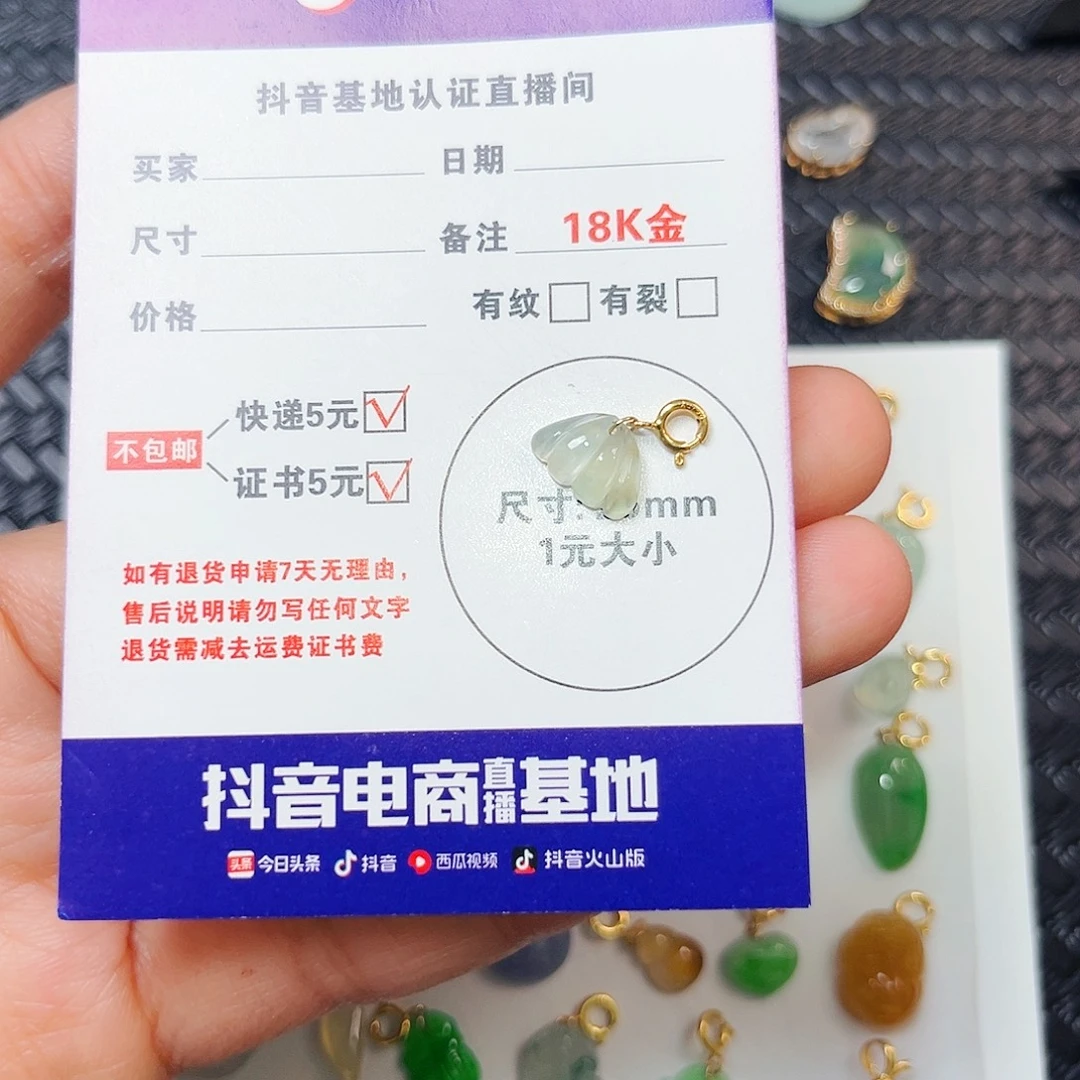 抖音基地认证直播间
买家 日期
尺寸 备注 18K金
价格 有纹 有裂
不包邮 快递5元
证书5元
尺寸: mm
1元大小
如有退货申请7天无理由,
售后说明请勿写任何文字
退货需减去运费证书费
抖音电商直播基地
头条 今日头条 抖音 西瓜视频 抖音火山版